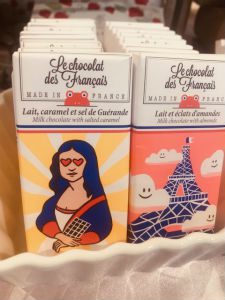 Le chocolat
des Français
MADE IN FRANCE
Lait, caramel et sel de Guérande
Milk chocolate with salted caramel
Le chocolat
des Français
MADE IN FRANCE
Lait et éclats d'amandes
Milk chocolate with almonds